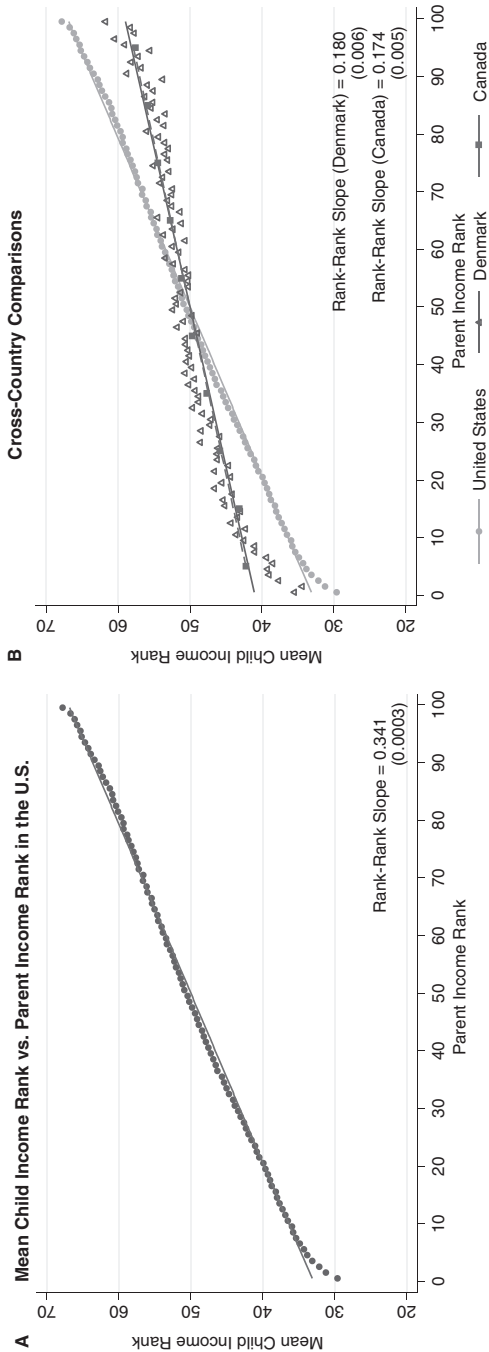 A
Mean Child Income Rank vs. Parent Income Rank in the U.S.
Mean Child Income Rank
70
60
50
40
30
20
Rank-Rank Slope = 0.341
(0.0003)
0 10 20 30 40 50 60 70 80 90 100
Parent Income Rank
B
Cross-Country Comparisons
Mean Child Income Rank
70
60
50
40
30
20
Rank-Rank Slope (Denmark) = 0.180
(0.006)
Rank-Rank Slope (Canada) = 0.174
(0.005)
0 10 20 30 40 50 60 70 80 90 100
Parent Income Rank
United States Denmark Canada